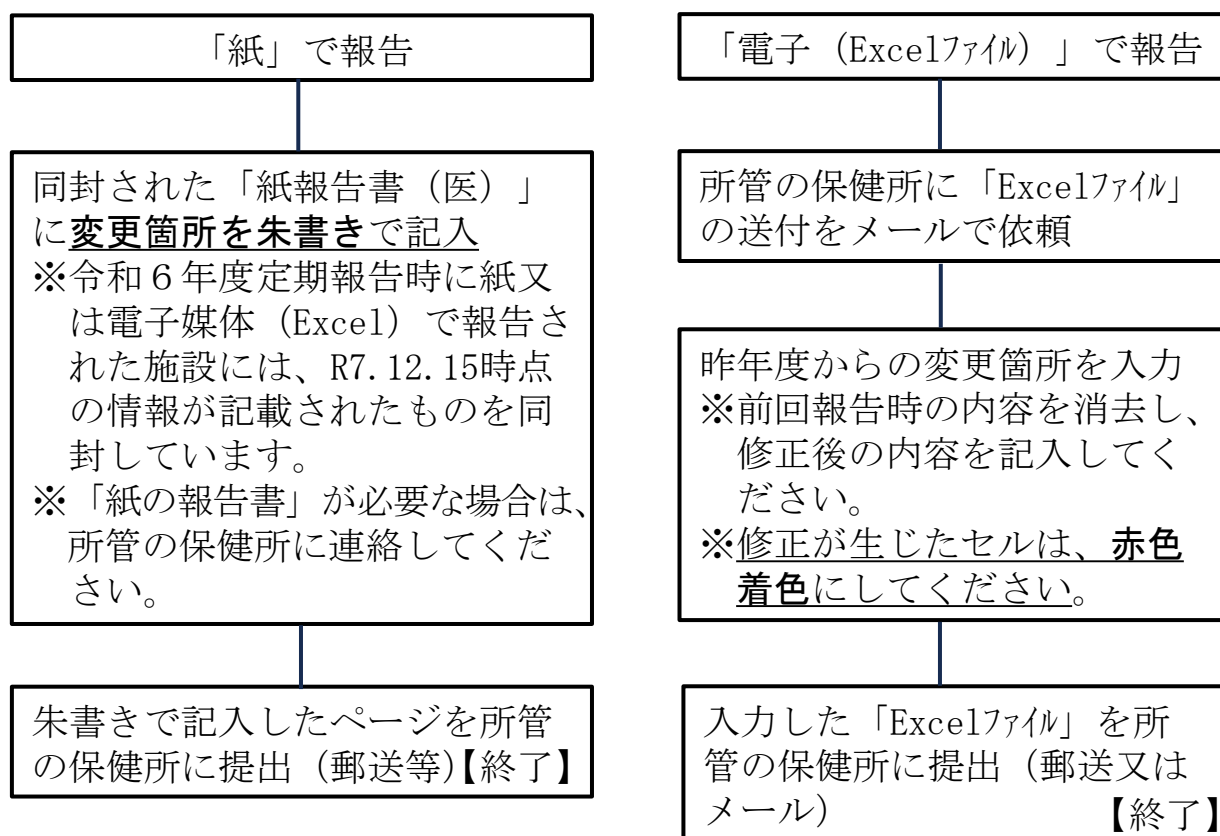 「紙」で報告
同封された「紙報告書（医）」
に変更箇所を朱書きで記入
※令和６年度定期報告時に紙又
は電子媒体（Excel）で報告さ
れた施設には、R7.12.15時点
の情報が記載されたものを同
封しています。
※「紙の報告書」が必要な場合は、
所管の保健所に連絡してくだ
さい。
朱書きで記入したページを所管
の保健所に提出（郵送等）【終了】
「電子（Excelﾌｧｲﾙ）」で報告
所管の保健所に「Excelﾌｧｲﾙ」
の送付をメールで依頼
昨年度からの変更箇所を入力
※前回報告時の内容を消去し、
修正後の内容を記入してく
ださい。
※修正が生じたセルは、赤色
着色にしてください。
入力した「Excelﾌｧｲﾙ」を所
管の保健所に提出（郵送又は
メール）　【終了】